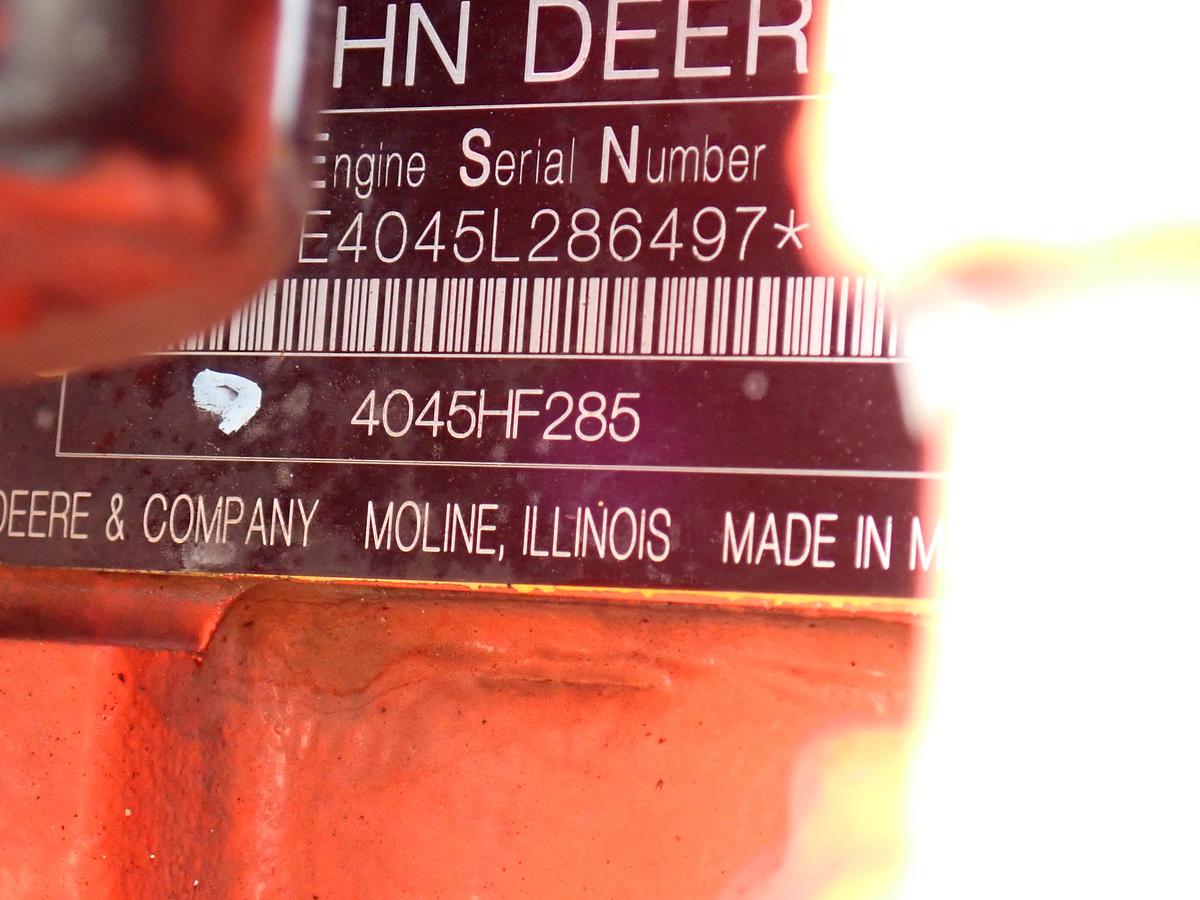 HN DEER
Engine Serial Number
E4045L286497*
4045HF285
DEERE & COMPANY MOLINE, ILLINOIS MADE IN M